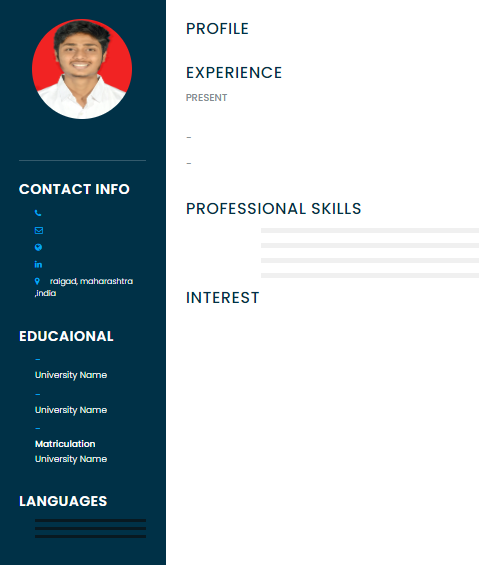 CONTACT INFO
raigad, maharashtra
,india
EDUCAIONAL
-
University Name
-
University Name
-
Matriculation
University Name
LANGUAGES
PROFILE
EXPERIENCE
PRESENT
-
-
PROFESSIONAL SKILLS
INTEREST